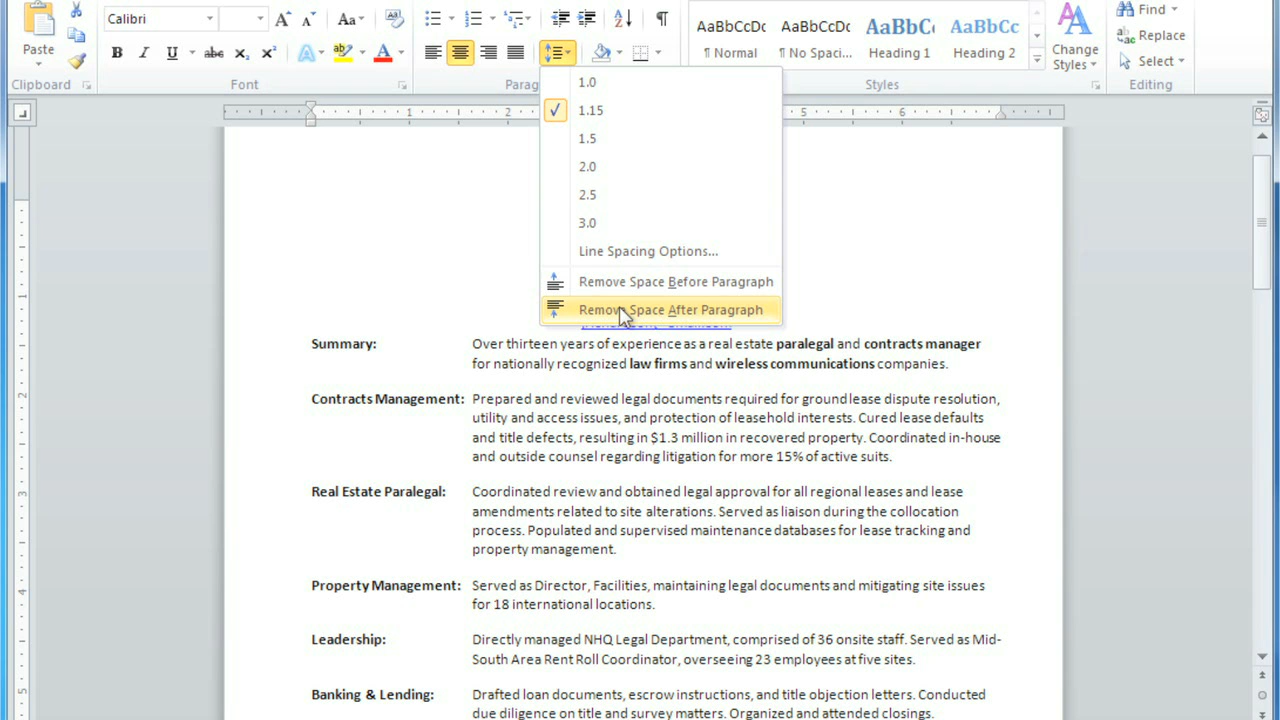 Calibri
Aa
Paste
B I U abc X₂ X²
Clipboard
Font
Parag
AaBbCcDc AaBbCcDc AaBbCc AaBbCc
¶ Normal ¶ No Spaci... Heading 1 Heading 2
Change
Styles
Styles
Find
Replace
Select
Editing
1 2 5 6
1.0
1.15
1.5
2.0
2.5
3.0
Line Spacing Options...
Remove Space Before Paragraph
Remove Space After Paragraph
Summary: Over thirteen years of experience as a real estate paralegal and contracts manager
for nationally recognized law firms and wireless communications companies.
Contracts Management: Prepared and reviewed legal documents required for ground lease dispute resolution,
utility and access issues, and protection of leasehold interests. Cured lease defaults
and title defects, resulting in $1.3 million in recovered property. Coordinated in-house
and outside counsel regarding litigation for more 15% of active suits.
Real Estate Paralegal: Coordinated review and obtained legal approval for all regional leases and lease
amendments related to site alterations. Served as liaison during the collocation
process. Populated and supervised maintenance databases for lease tracking and
property management.
Property Management: Served as Director, Facilities, maintaining legal documents and mitigating site issues
for 18 international locations.
Leadership: Directly managed NHQ Legal Department, comprised of 36 onsite staff. Served as Mid-
South Area Rent Roll Coordinator, overseeing 23 employees at five sites.
Banking & Lending: Drafted loan documents, escrow instructions, and title objection letters. Conducted
due diligence on title and survey matters. Organized and attended closings.